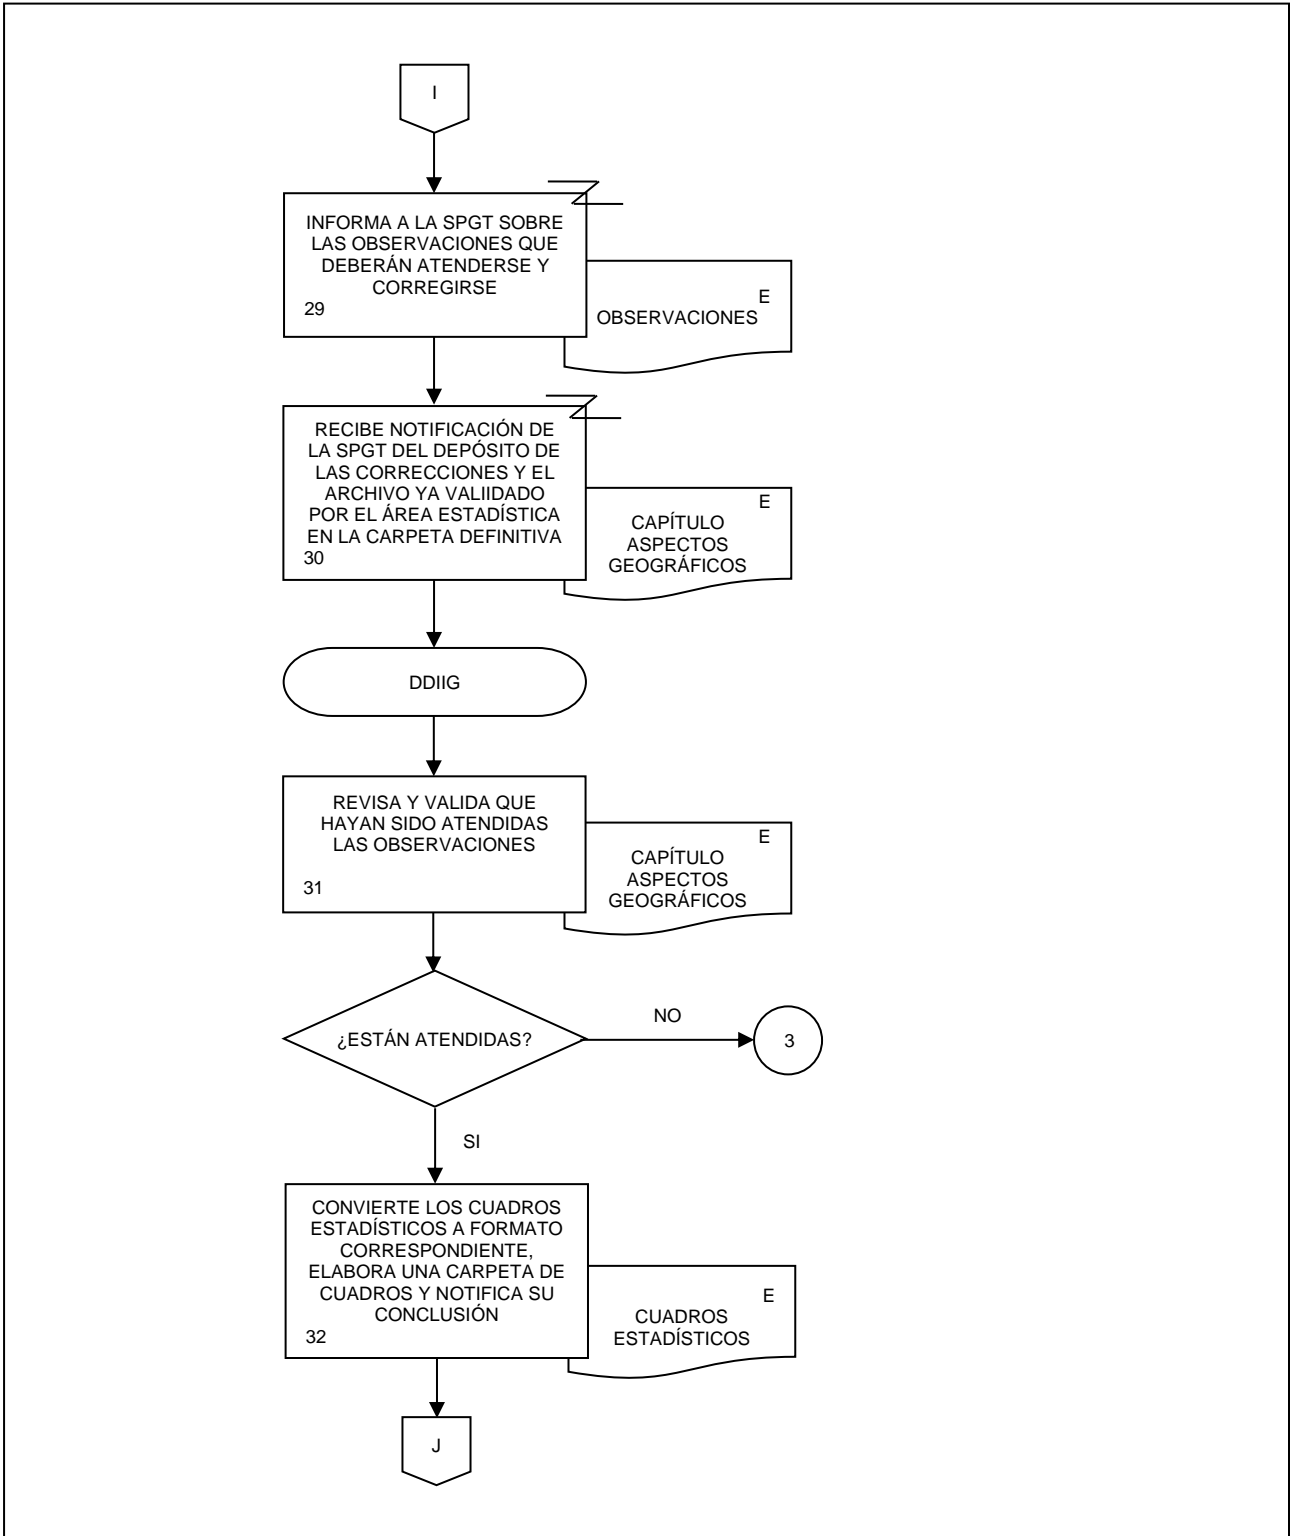 I
INFORMA A LA SPGT SOBRE
LAS OBSERVACIONES QUE
DEBERÁN ATENDERSE Y
CORREGIRSE
29
E
OBSERVACIONES
RECIBE NOTIFICACIÓN DE
LA SPGT DEL DEPÓSITO DE
LAS CORRECCIONES Y EL
ARCHIVO YA VALIIDADO
POR EL ÁREA ESTADÍSTICA
EN LA CARPETA DEFINITIVA
30
E
CAPÍTULO
ASPECTOS
GEOGRÁFICOS
DDIIG
REVISA Y VALIDA QUE
HAYAN SIDO ATENDIDAS
LAS OBSERVACIONES
31
E
CAPÍTULO
ASPECTOS
GEOGRÁFICOS
¿ESTÁN ATENDIDAS?
NO
3
SI
CONVIERTE LOS CUADROS
ESTADÍSTICOS A FORMATO
CORRESPONDIENTE,
ELABORA UNA CARPETA DE
CUADROS Y NOTIFICA SU
CONCLUSIÓN
32
E
CUADROS
ESTADÍSTICOS
J